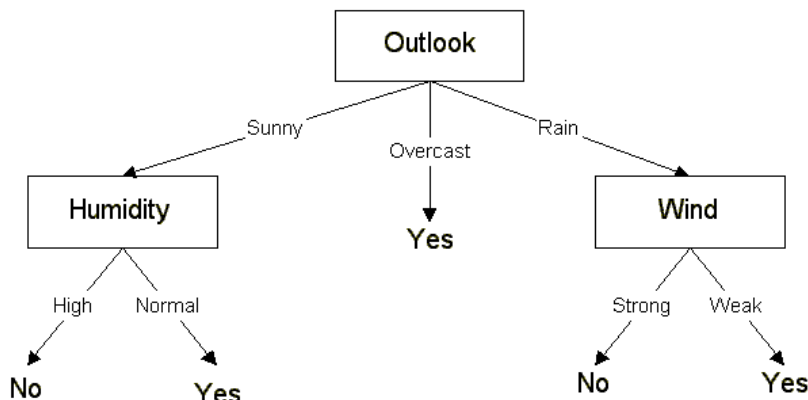 Outlook
Sunny
Overcast
Rain
Humidity
Yes
Wind
High
Normal
Strong
Weak
No
Yes
No
Yes